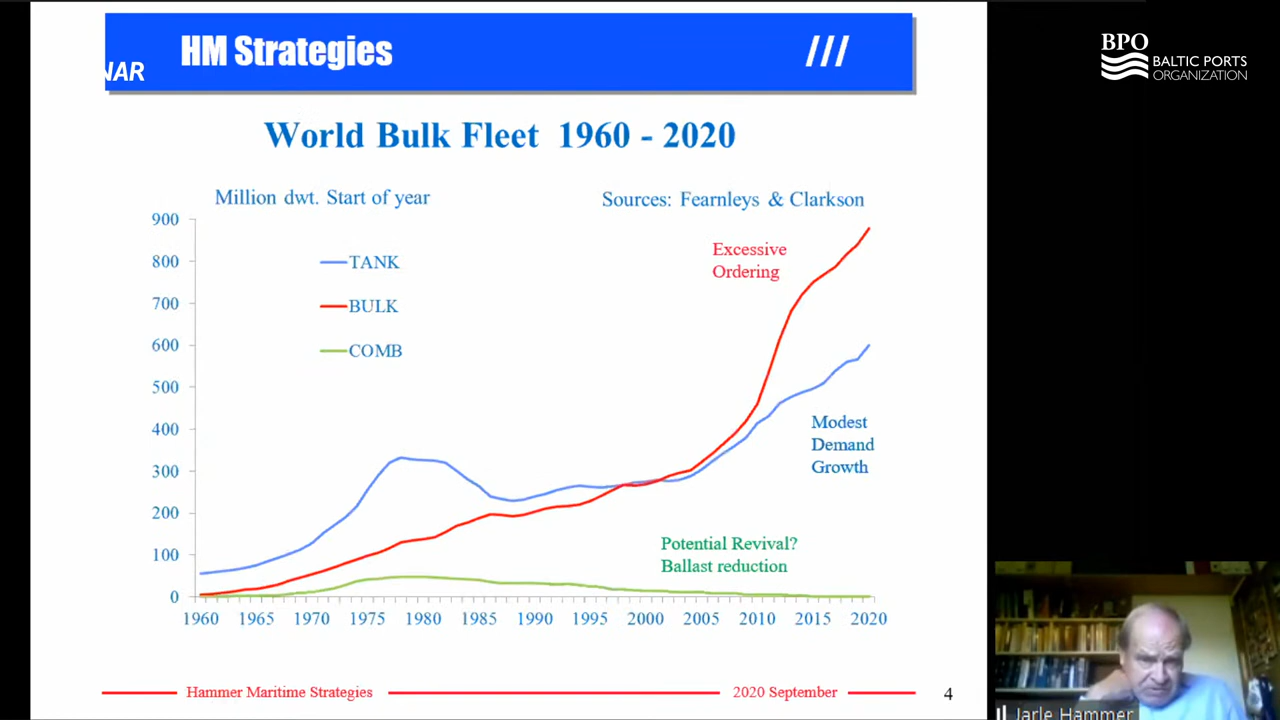 HM Strategies
///
NAR
BPO
BALTIC PORTS
ORGANIZATION
World Bulk Fleet 1960 - 2020
Million dwt. Start of year
Sources: Fearnleys & Clarkson
900
800
700
600
500
400
300
200
100
0
TANK
BULK
COMB
Excessive
Ordering
Modest
Demand
Growth
Potential Revival?
Ballast reduction
1960 1965 1970 1975 1980 1985 1990 1995 2000 2005 2010 2015 2020
Hammer Maritime Strategies
2020 September
4
Jarle Hammer